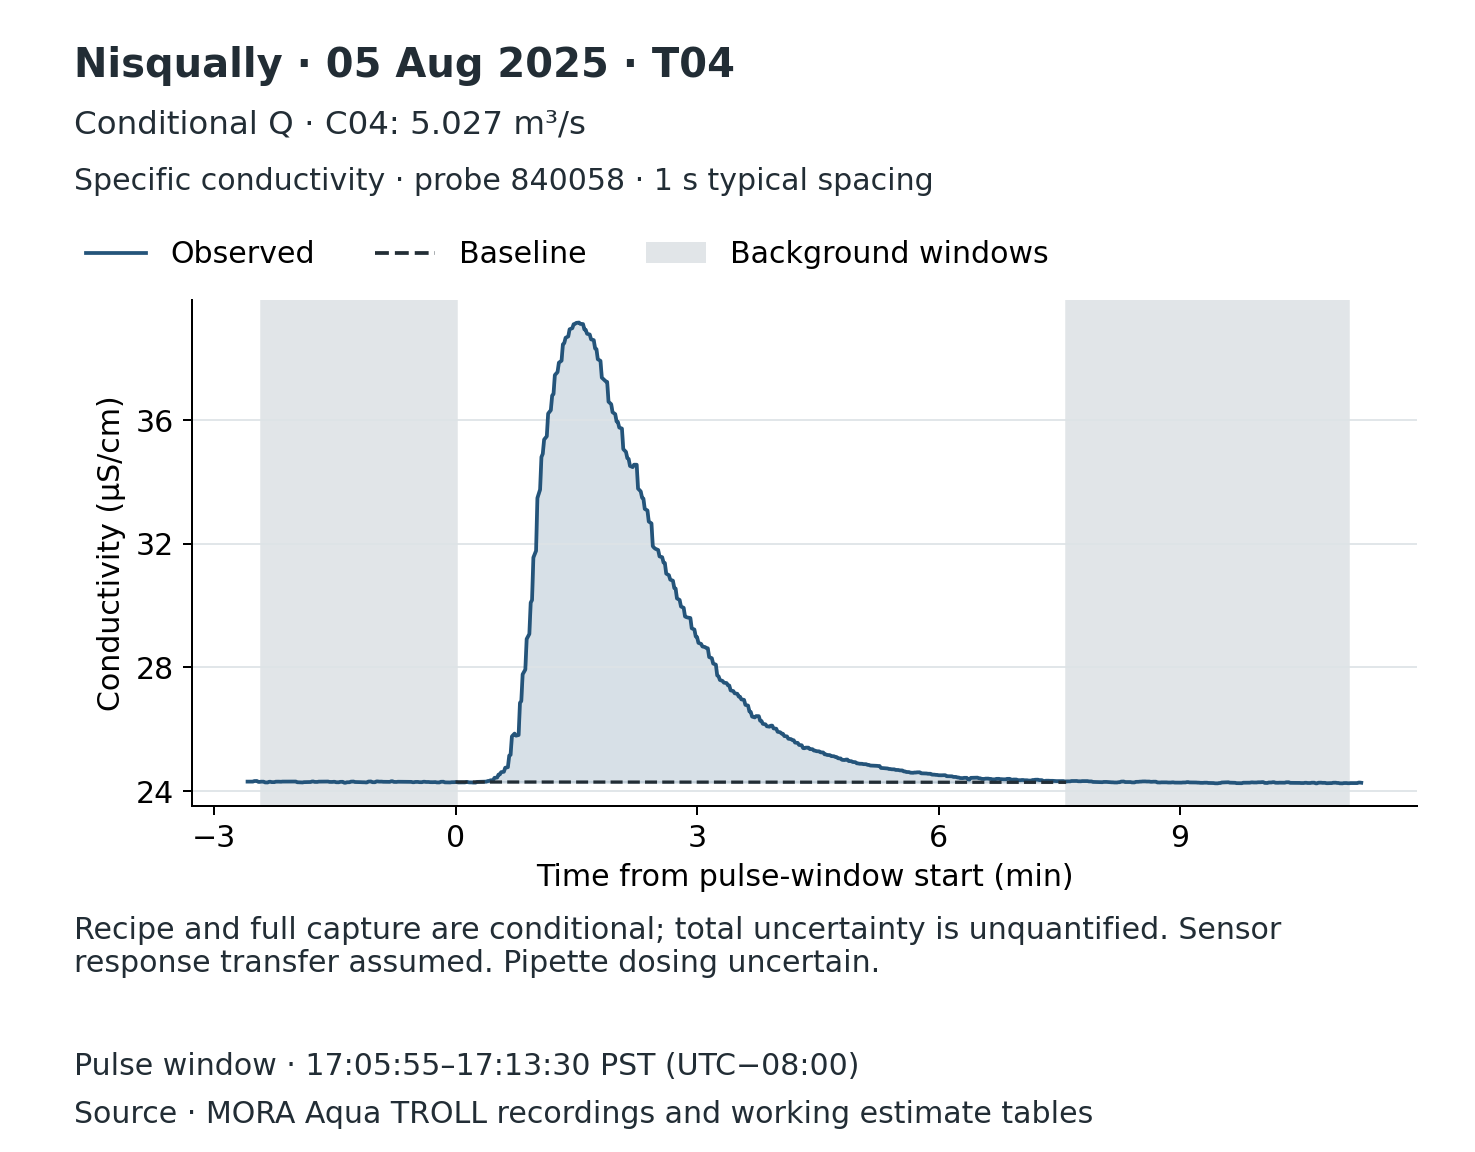 Nisqually · 05 Aug 2025 · T04
Conditional Q · C04: 5.027 m³/s
Specific conductivity · probe 840058 · 1 s typical spacing
Observed
Baseline
Background windows
Conductivity (µS/cm)
36
32
28
24
−3
0
3
6
9
Time from pulse-window start (min)
Recipe and full capture are conditional; total uncertainty is unquantified. Sensor
response transfer assumed. Pipette dosing uncertain.
Pulse window · 17:05:55–17:13:30 PST (UTC−08:00)
Source · MORA Aqua TROLL recordings and working estimate tables